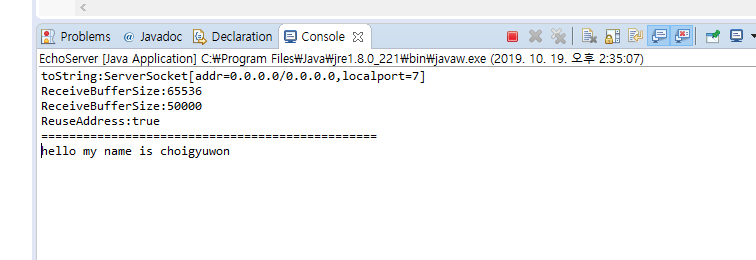 Problems @ Javadoc Declaration Console
EchoServer [Java Application] C:₩Program Files₩Java₩jre1.8.0_221₩bin₩javaw.exe (2019. 10. 19. 오후 2:35:07)
toString:ServerSocket[addr=0.0.0.0/0.0.0.0,localport=7]
ReceiveBufferSize:65536
ReceiveBufferSize:50000
ReuseAddress:true
================================================
hello my name is choigyuwon